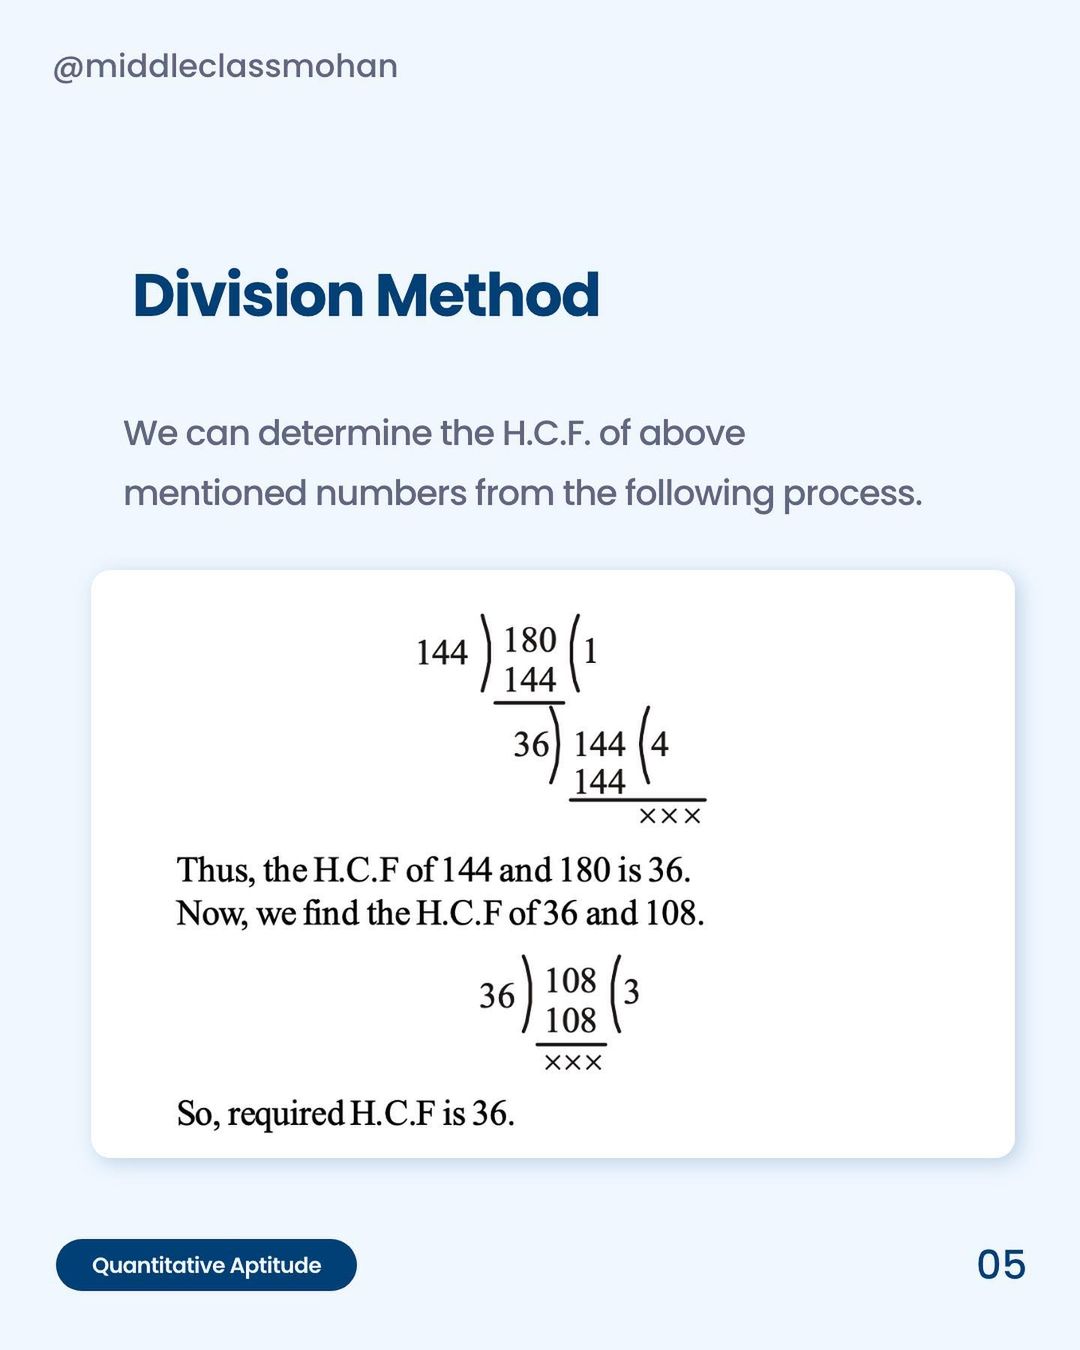 @middleclassmohan
Division Method
We can determine the H.C.F. of above
mentioned numbers from the following process.
144 ) 180 ( 1
144
36 ) 144 ( 4
144
×××
Thus, the H.C.F of 144 and 180 is 36.
Now, we find the H.C.F of 36 and 108.
36 ) 108 ( 3
108
×××
So, required H.C.F is 36.
Quantitative Aptitude
05